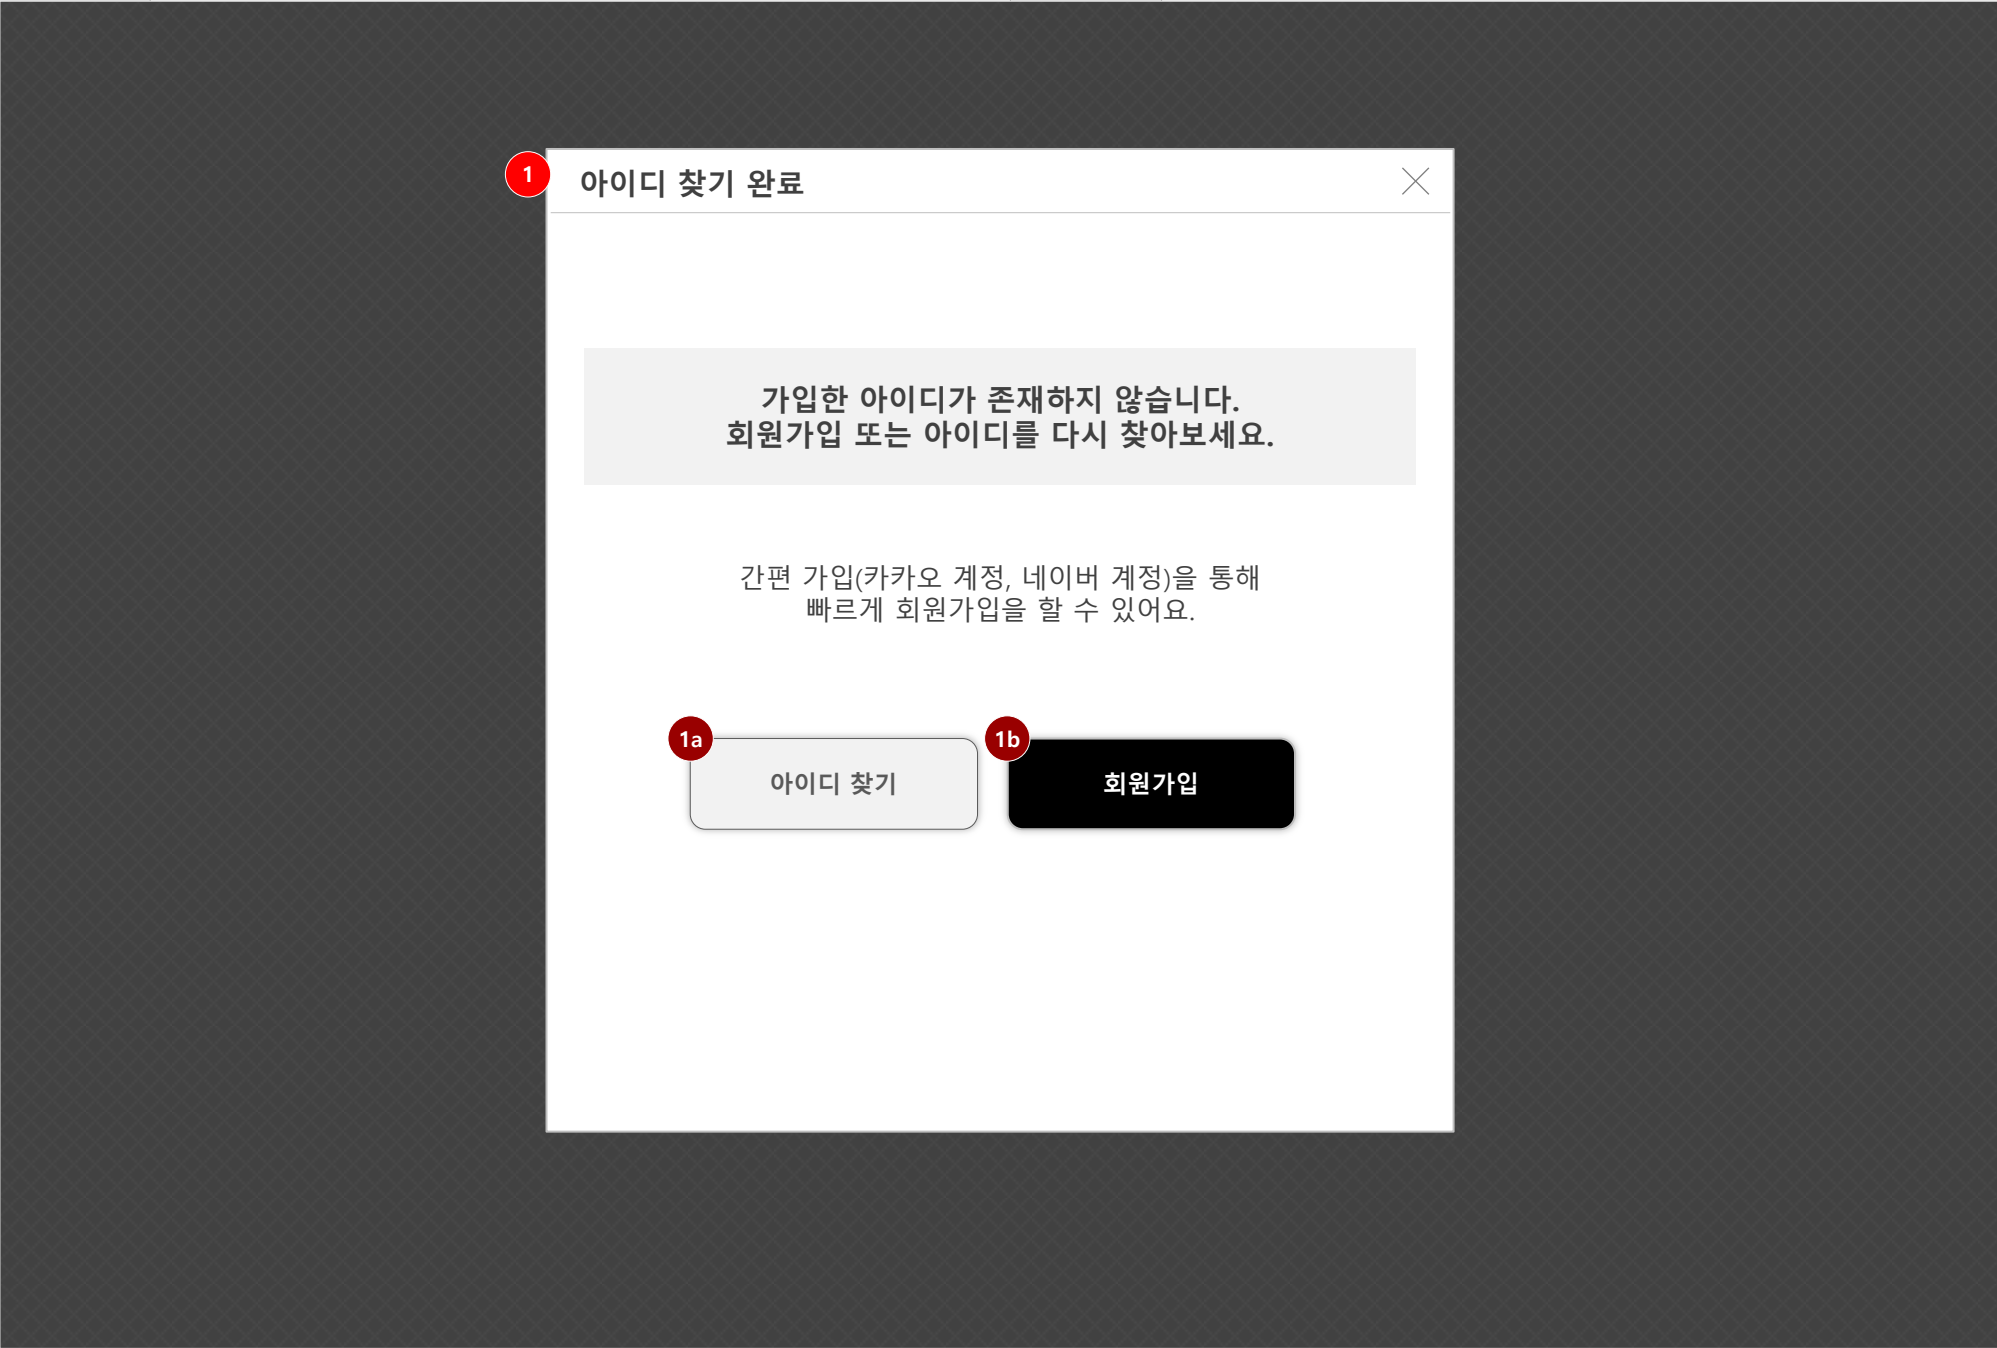 1
아이디 찾기 완료
가입한 아이디가 존재하지 않습니다.
회원가입 또는 아이디를 다시 찾아보세요.
간편 가입(카카오 계정, 네이버 계정)을 통해
빠르게 회원가입을 할 수 있어요.
1a
아이디 찾기
1b
회원가입